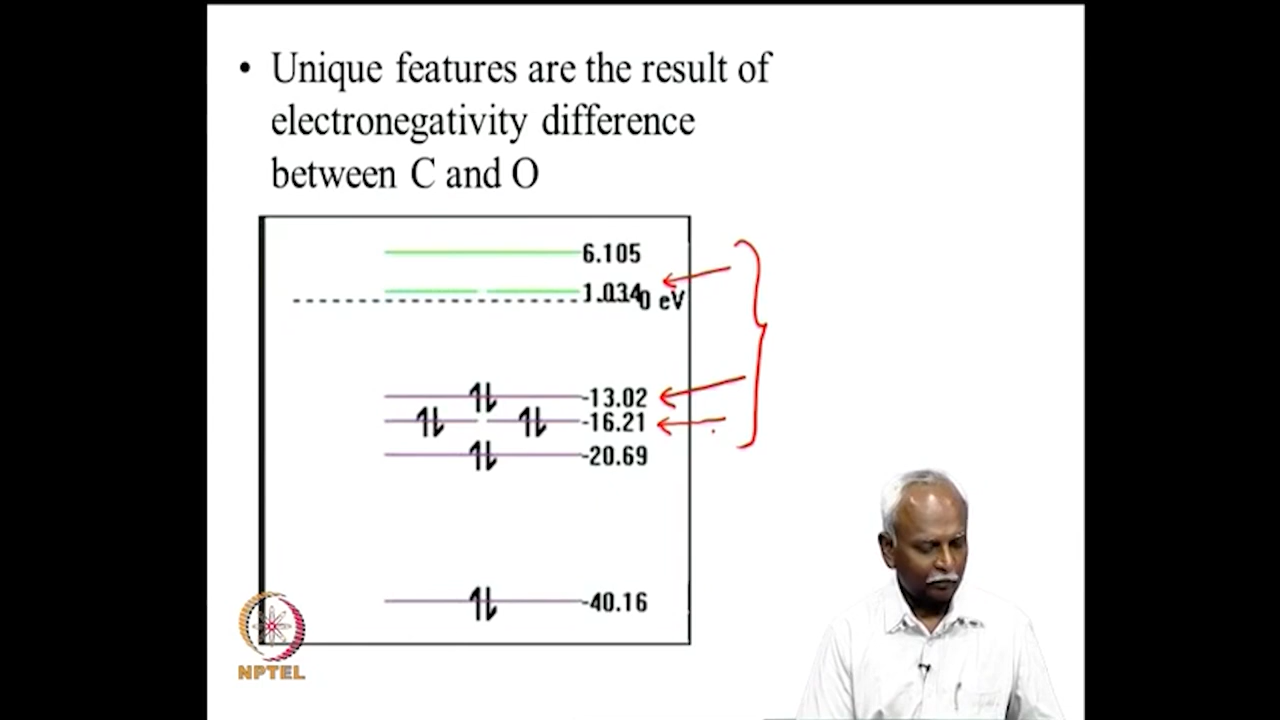 • Unique features are the result of
electronegativity difference
between C and O
6.105
1.034
0 eV
-13.02
-16.21
-20.69
-40.16
NPTEL